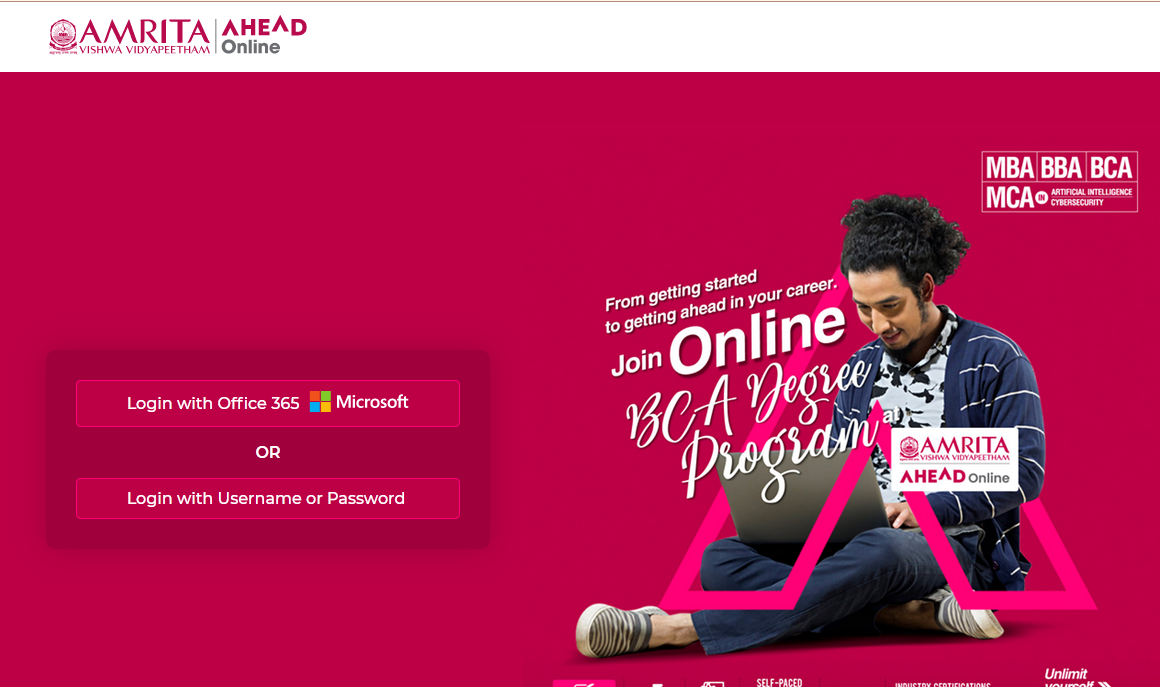 AMRITA
VISHWA VIDYAPEETHAM
AHEAD
Online
MBA BBA BCA
MCA IN ARTIFICIAL INTELLIGENCE
CYBERSECURITY
From getting started
to getting ahead in your career.
Join Online
BCA Degree
Program at
AMRITA
VISHWA VIDYAPEETHAM
AHEAD Online
Login with Office 365 Microsoft
OR
Login with Username or Password
SELF-PACED
INDUSTRY CERTIFICATIONS
Unlimit
yourself